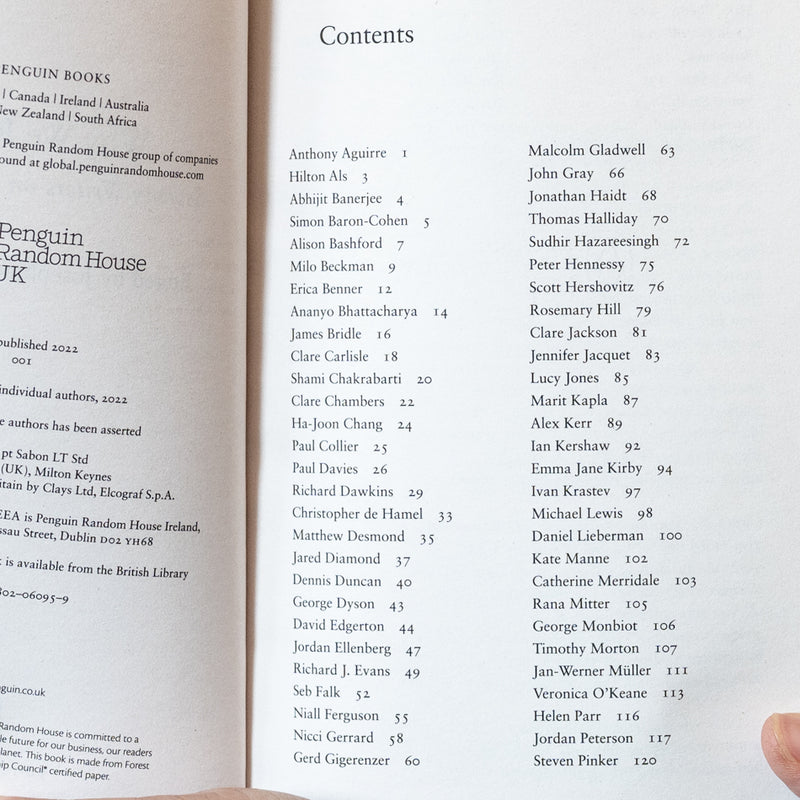 PENGUIN BOOKS
| Canada | Ireland | Australia
New Zealand | South Africa
Penguin Random House group of companies
at global.penguinrandomhouse.com
Penguin
Random House
UK
published 2022
001
individual authors, 2022
authors has been asserted
pt Sabon LT Std
(UK), Milton Keynes
by Clays Ltd, Elcograf S.p.A.
EEA is Penguin Random House Ireland,
Street, Dublin D02 YH68
is available from the British Library
02–06095–9
Random House is committed to a
future for our business, our readers
planet. This book is made from Forest
Council® certified paper.
Contents
Anthony Aguirre 1
Hilton Als 3
Abhijit Banerjee 4
Simon Baron-Cohen 5
Alison Bashford 7
Milo Beckman 9
Erica Benner 12
Ananyo Bhattacharya 14
James Bridle 16
Clare Carlisle 18
Shami Chakrabarti 20
Clare Chambers 22
Ha-Joon Chang 24
Paul Collier 25
Paul Davies 26
Richard Dawkins 29
Christopher de Hamel 33
Matthew Desmond 35
Jared Diamond 37
Dennis Duncan 40
George Dyson 43
David Edgerton 44
Jordan Ellenberg 47
Richard J. Evans 49
Seb Falk 52
Niall Ferguson 55
Nicci Gerrard 58
Gerd Gigerenzer 60
Malcolm Gladwell 63
John Gray 66
Jonathan Haidt 68
Thomas Halliday 70
Sudhir Hazareesingh 72
Peter Hennessy 75
Scott Hershovitz 76
Rosemary Hill 79
Clare Jackson 81
Jennifer Jacquet 83
Lucy Jones 85
Marit Kapla 87
Alex Kerr 89
Ian Kershaw 92
Emma Jane Kirby 94
Ivan Krastev 97
Michael Lewis 98
Daniel Lieberman 100
Kate Manne 102
Catherine Merridale 103
Rana Mitter 105
George Monbiot 106
Timothy Morton 107
Jan-Werner Müller 111
Veronica O'Keane 113
Helen Parr 116
Jordan Peterson 117
Steven Pinker 120